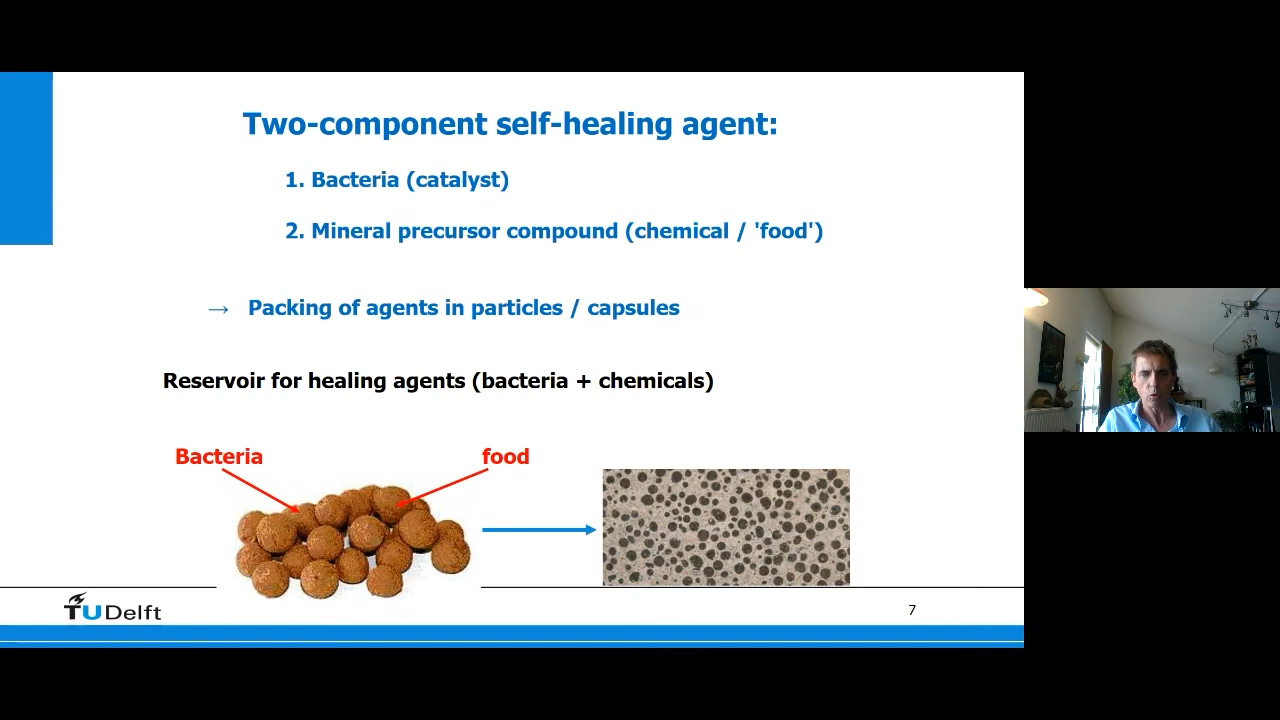 Two-component self-healing agent:
1. Bacteria (catalyst)
2. Mineral precursor compound (chemical / 'food')
→ Packing of agents in particles / capsules
Reservoir for healing agents (bacteria + chemicals)
Bacteria
food
TUDelft
7